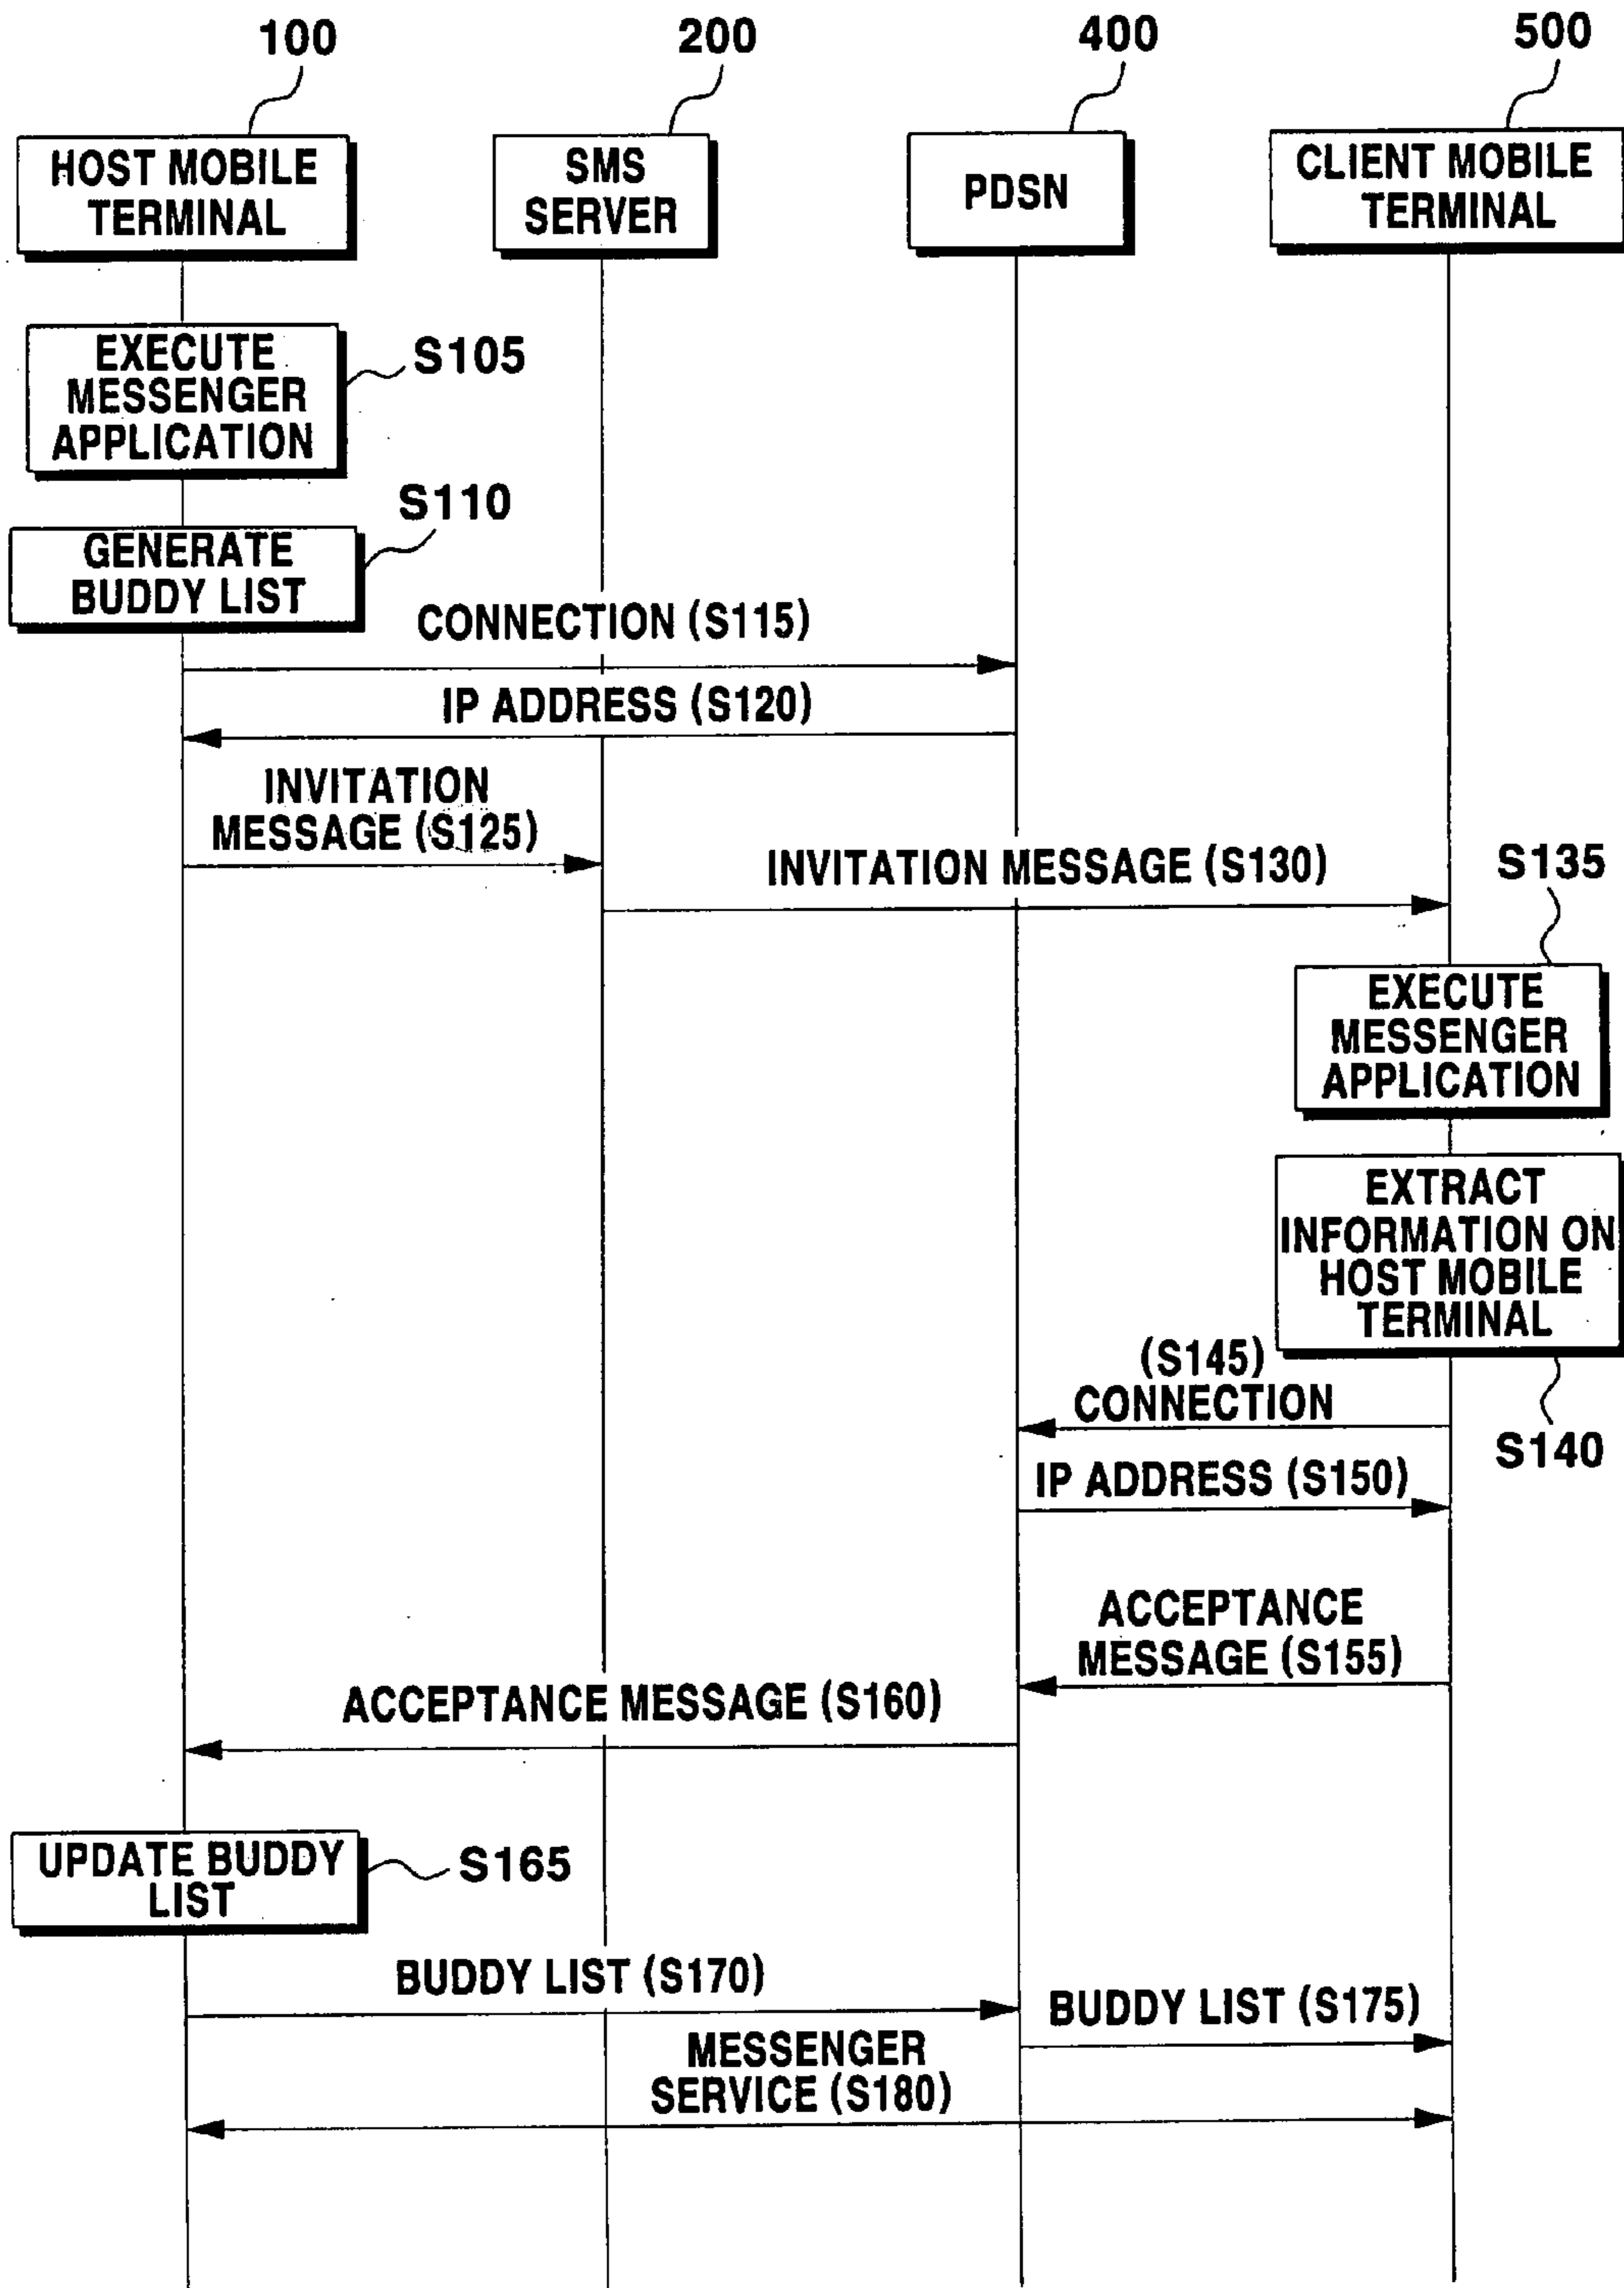 100
200
400
500
HOST MOBILE
TERMINAL
SMS
SERVER
PDSN
CLIENT MOBILE
TERMINAL
EXECUTE
MESSENGER
APPLICATION
S105
S110
GENERATE
BUDDY LIST
CONNECTION (S115)
IP ADDRESS (S120)
INVITATION
MESSAGE (S125)
INVITATION MESSAGE (S130)
S135
EXECUTE
MESSENGER
APPLICATION
EXTRACT
INFORMATION ON
HOST MOBILE
TERMINAL
(S145)
CONNECTION
S140
IP ADDRESS (S150)
ACCEPTANCE
MESSAGE (S155)
ACCEPTANCE MESSAGE (S160)
UPDATE BUDDY
LIST
S165
BUDDY LIST (S170)
BUDDY LIST (S175)
MESSENGER
SERVICE (S180)